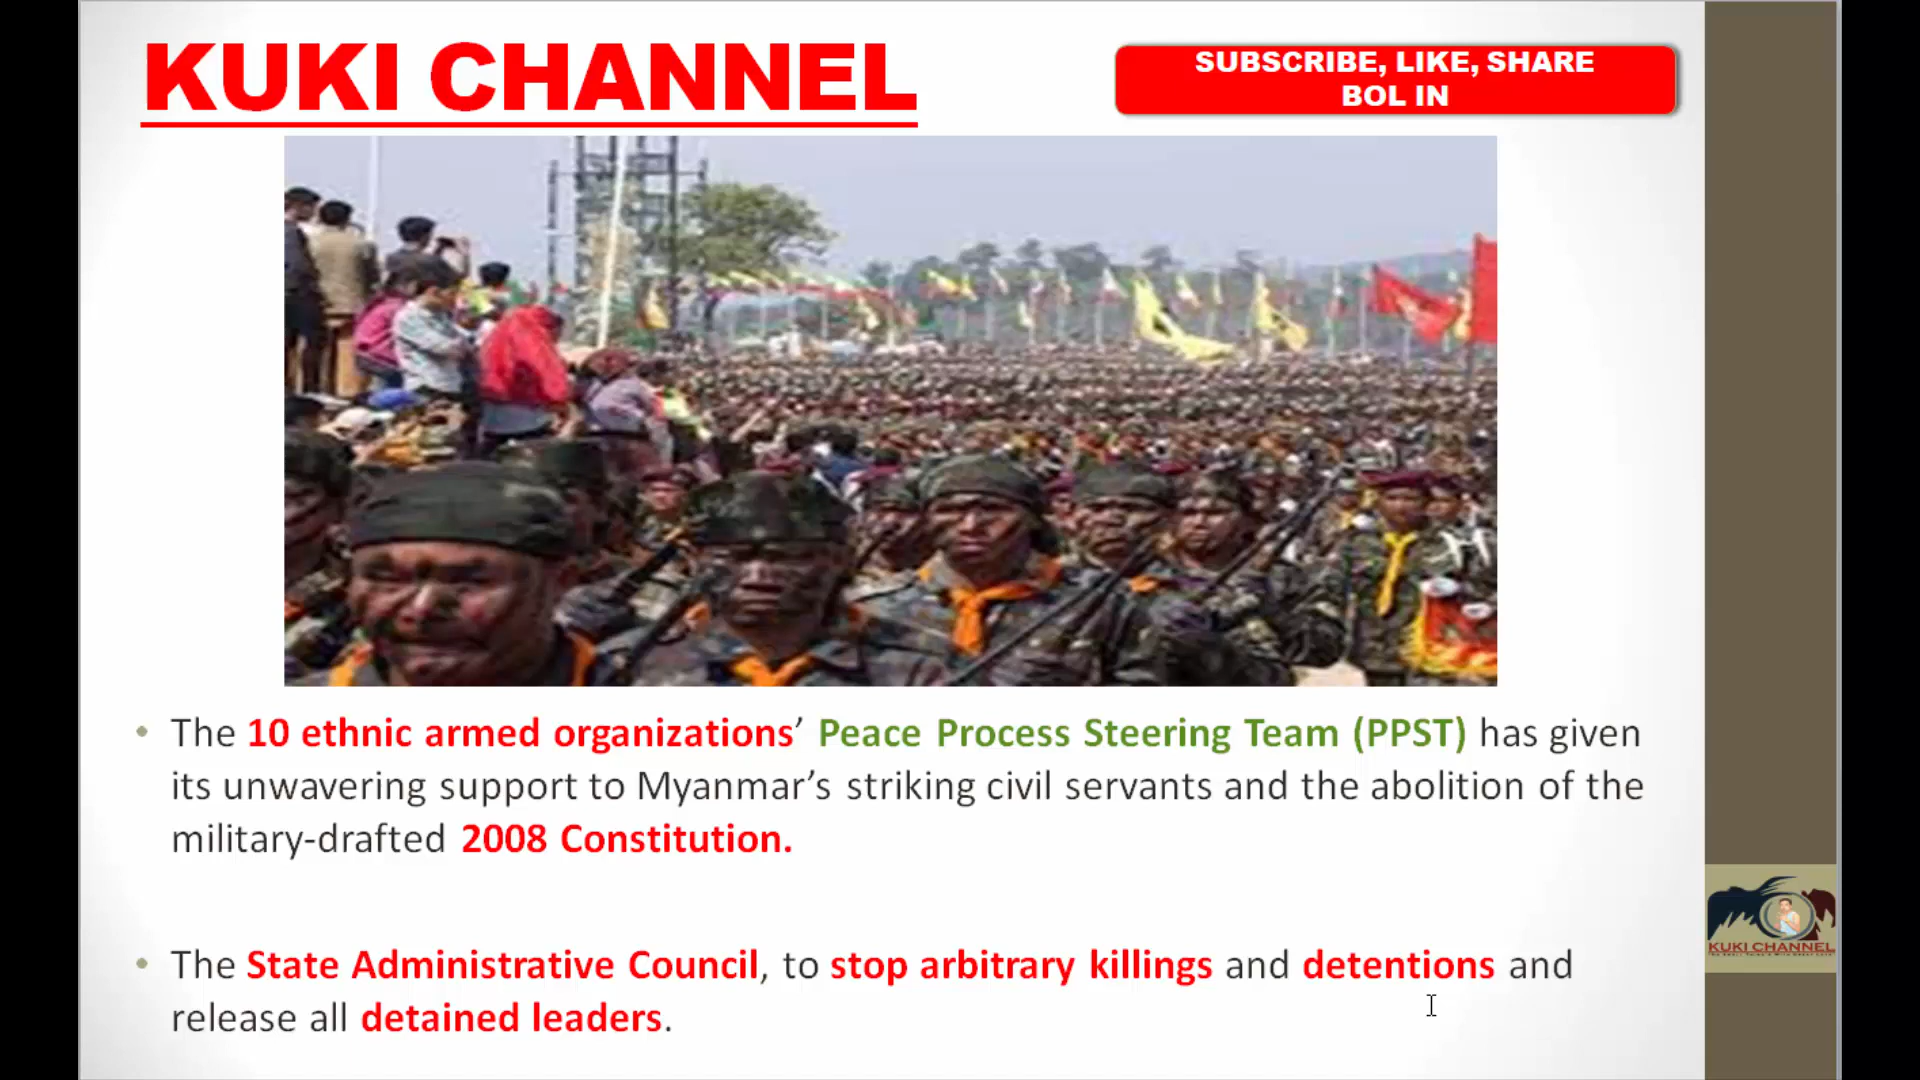 KUKI CHANNEL
SUBSCRIBE, LIKE, SHARE
BOL IN
• The 10 ethnic armed organizations’ Peace Process Steering Team (PPST) has given
its unwavering support to Myanmar’s striking civil servants and the abolition of the
military-drafted 2008 Constitution.
• The State Administrative Council, to stop arbitrary killings and detentions and
release all detained leaders.
KUKI CHANNEL